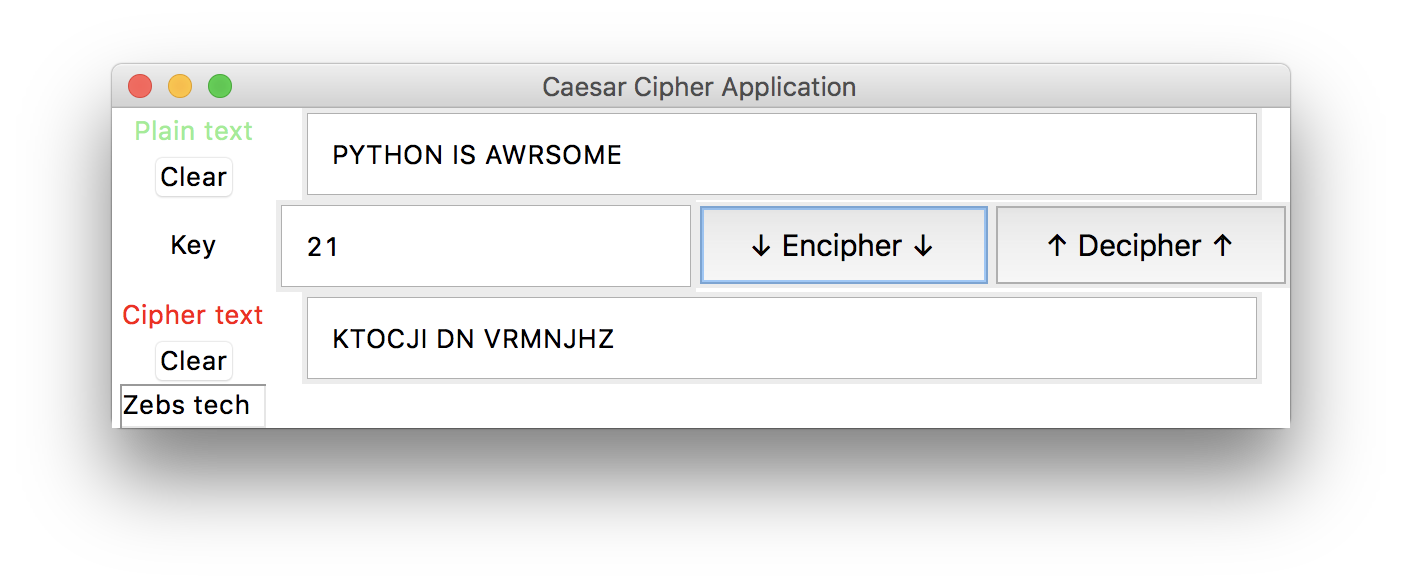 Caesar Cipher Application
Plain text
PYTHON IS AWRSOME
Clear
Key
21
↓ Encipher ↓
↑ Decipher ↑
Cipher text
KTOCJI DN VRMNJHZ
Clear
Zebs tech